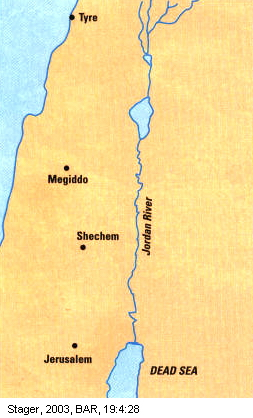 Tyre
Megiddo
Shechem
Jordan River
Jerusalem
DEAD SEA
Stager, 2003, BAR, 19:4:28